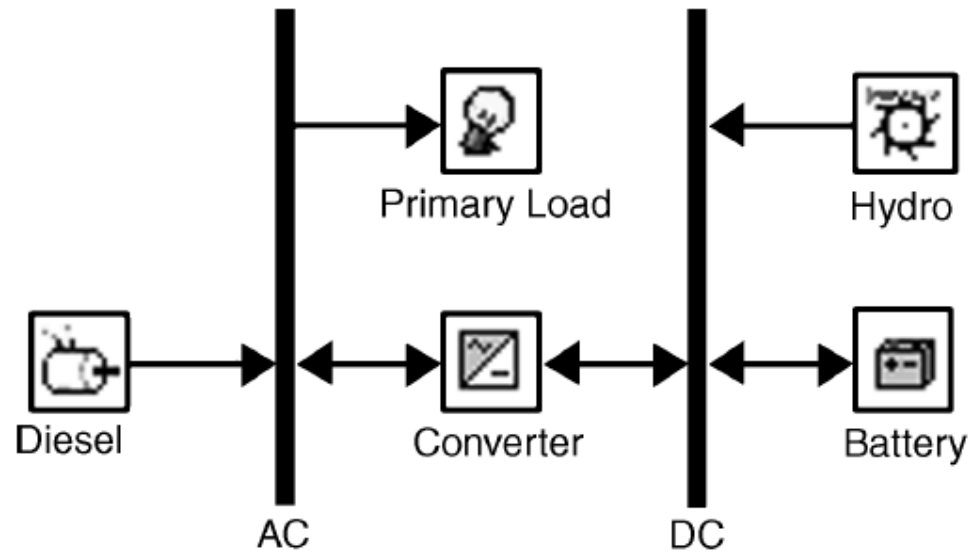 Primary Load
Hydro
Diesel
Converter
Battery
AC
DC